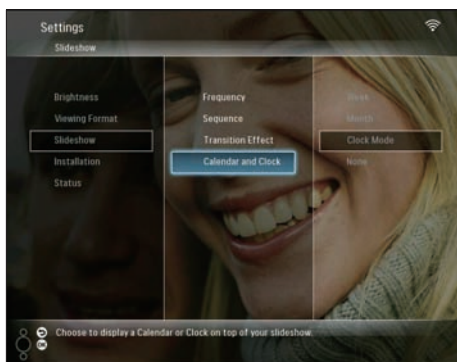 Settings
Slideshow
Brightness
Viewing Format
Slideshow
Installation
Status
Frequency
Sequence
Transition Effect
Calendar and Clock
Week
Month
Clock Mode
None
Choose to display a Calendar or Clock on top of your slideshow.
OK